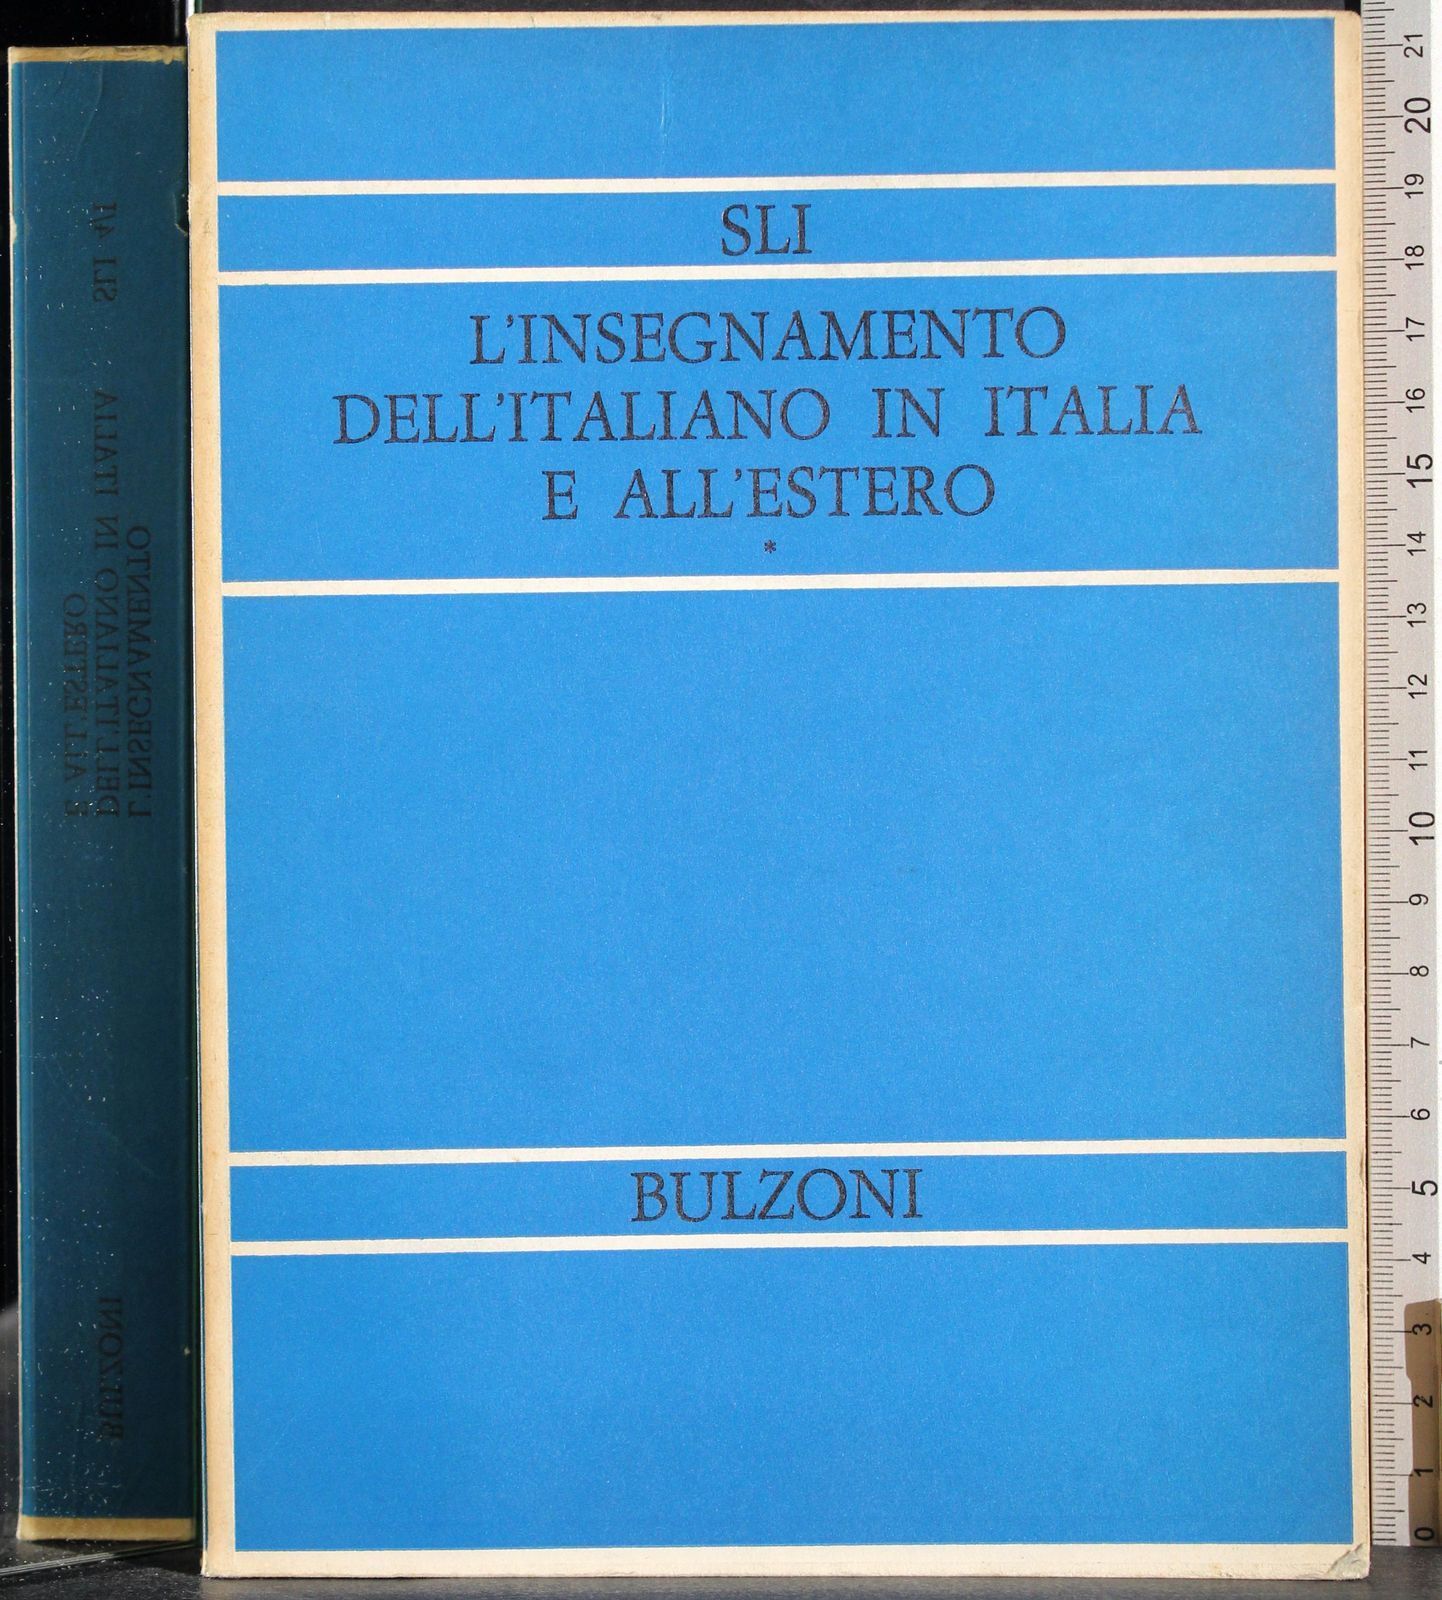 SLI
L'INSEGNAMENTO
DELL'ITALIANO IN ITALIA
E ALL'ESTERO
*
BULZONI
L'INSEGNAMENTO
DELL'ITALIANO IN ITALIA
E ALL'ESTERO
SLI 4/I
BULZONI
21
20
19
18
17
16
15
14
13
12
11
10
9
8
7
6
5
4
3
2
1
0